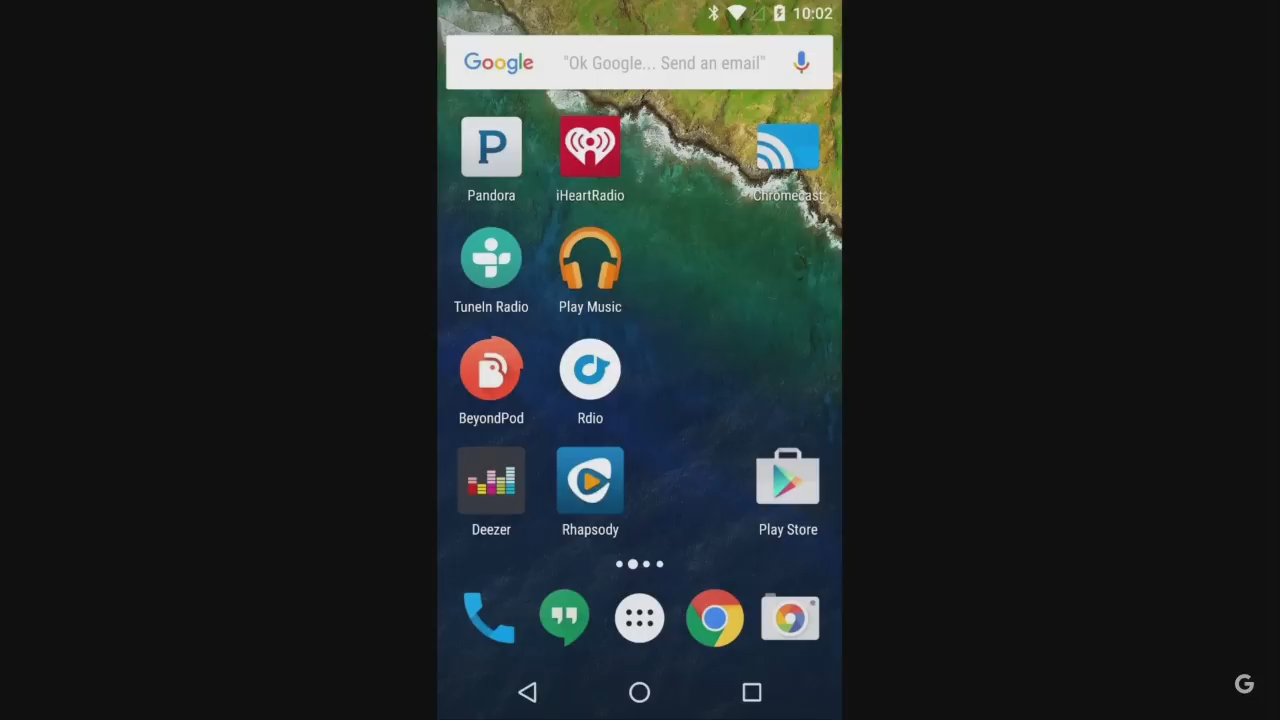 10:02
Google "Ok Google... Send an email"
P
Pandora iHeartRadio Chromecast
TuneIn Radio Play Music
B
BeyondPod Rdio
Deezer Rhapsody Play Store
G